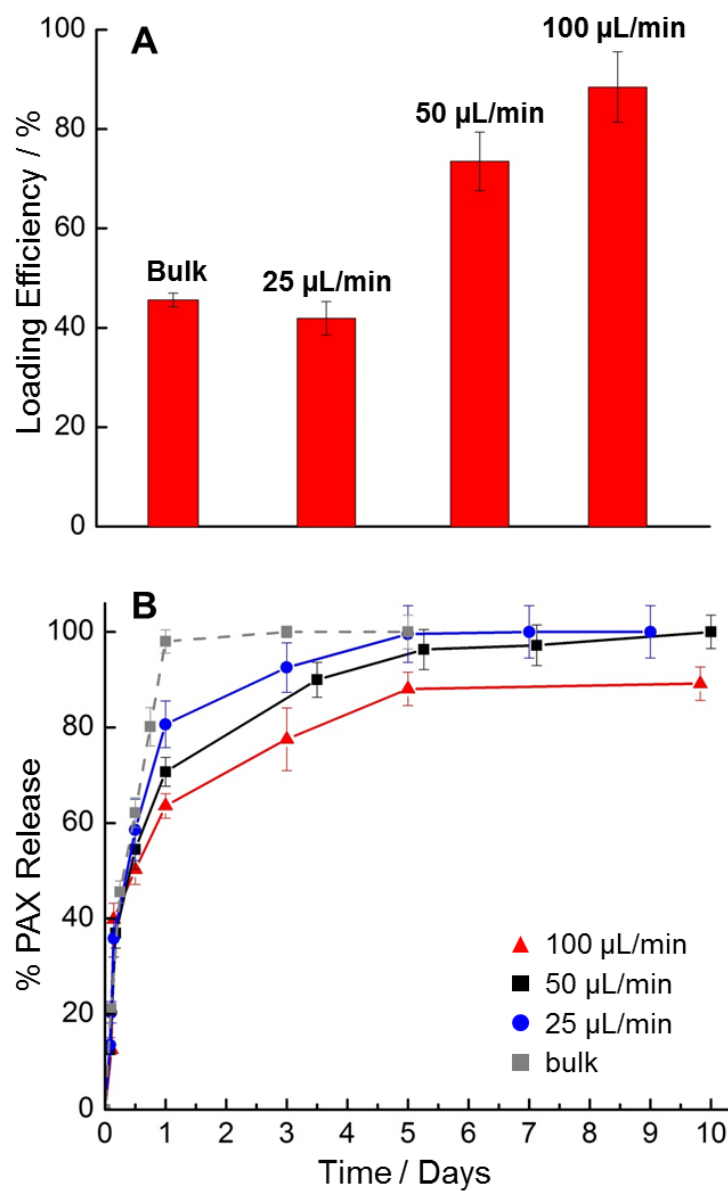 A
Loading Efficiency / %
100
80
60
40
20
0
Bulk
25 µL/min
50 µL/min
100 µL/min
B
% PAX Release
100
80
60
40
20
0
100 µL/min
50 µL/min
25 µL/min
bulk
0 1 2 3 4 5 6 7 8 9 10
Time / Days